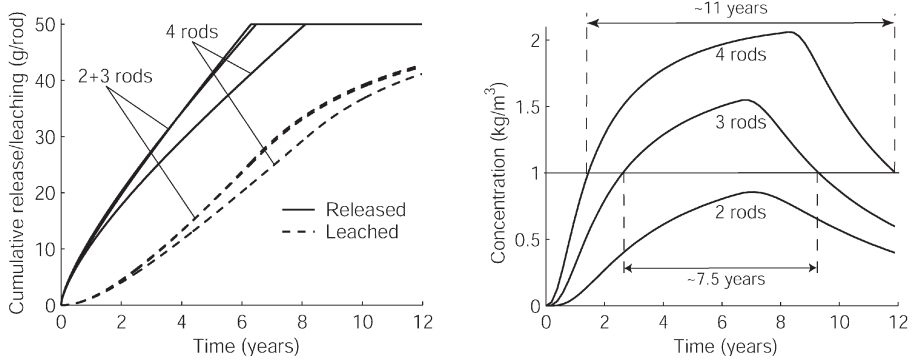 Cumulative release/leaching (g/rod)
50
40
30
20
10
0
4 rods
2+3 rods
Released
Leached
0 2 4 6 8 10 12
Time (years)
Concentration (kg/m³)
2
1.5
1
0.5
0
~11 years
4 rods
3 rods
2 rods
~7.5 years
0 2 4 6 8 10 12
Time (years)